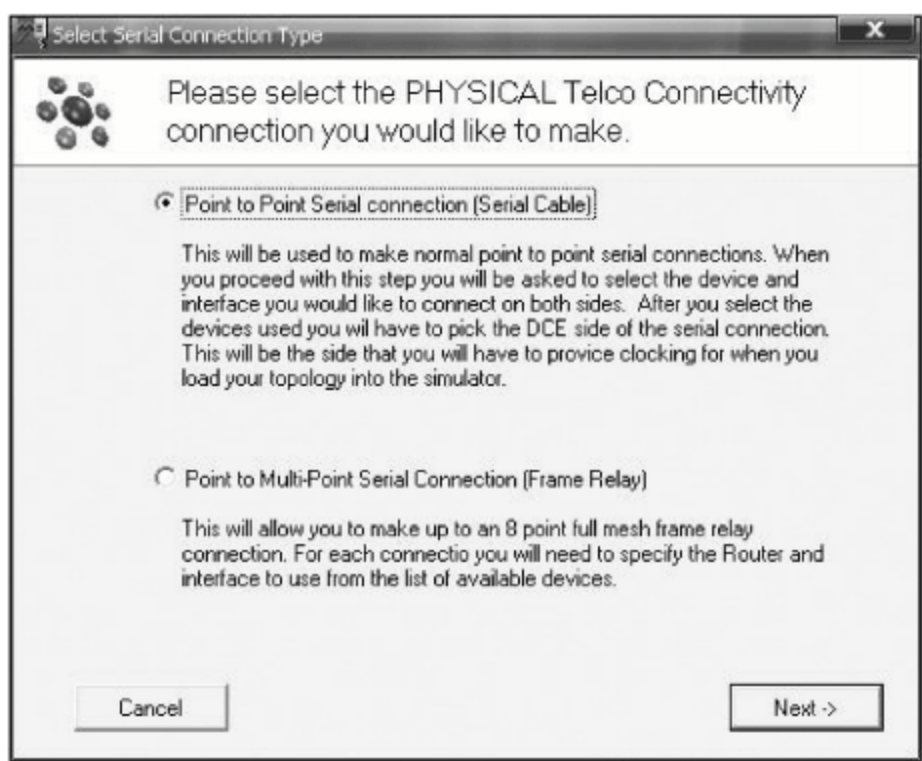 Select Serial Connection Type
Please select the PHYSICAL Telco Connectivity
connection you would like to make.
Point to Point Serial connection (Serial Cable)
This will be used to make normal point to point serial connections. When
you proceed with this step you will be asked to select the device and
interface you would like to connect on both sides. After you select the
devices used you wil have to pick the DCE side of the serial connection.
This will be the side that you will have to provice clocking for when you
load your topology into the simulator.
Point to Multi-Point Serial Connection (Frame Relay)
This will allow you to make up to an 8 point full mesh frame relay
connection. For each connectio you will need to specify the Router and
interface to use from the list of available devices.
Cancel
Next ->